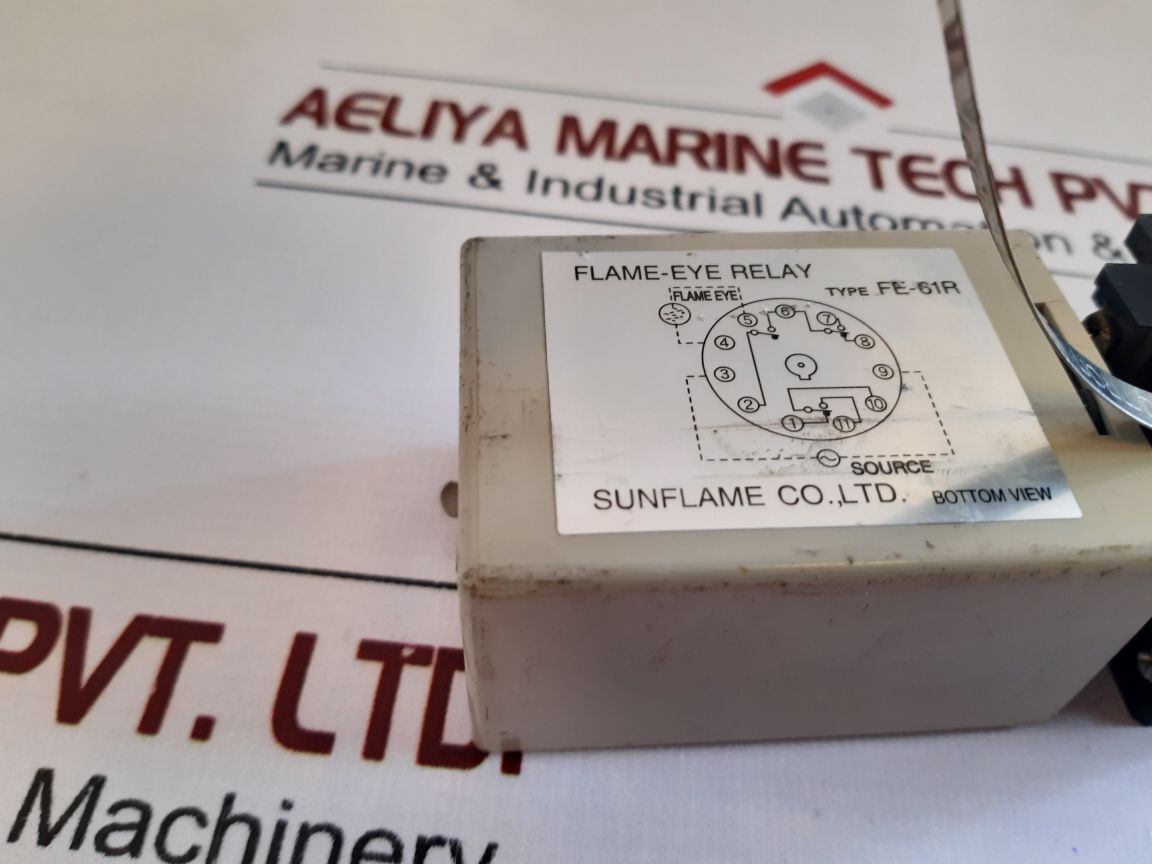 AELIYA MARINE TECH PV
Marine & Industrial Automation &
FLAME-EYE RELAY
TYPE FE-61R
FLAME EYE
5 6 7
4 8
3 9
2 10
1 11
SOURCE
SUNFLAME CO.,LTD. BOTTOM VIEW
PVT. LTD.
Machinery